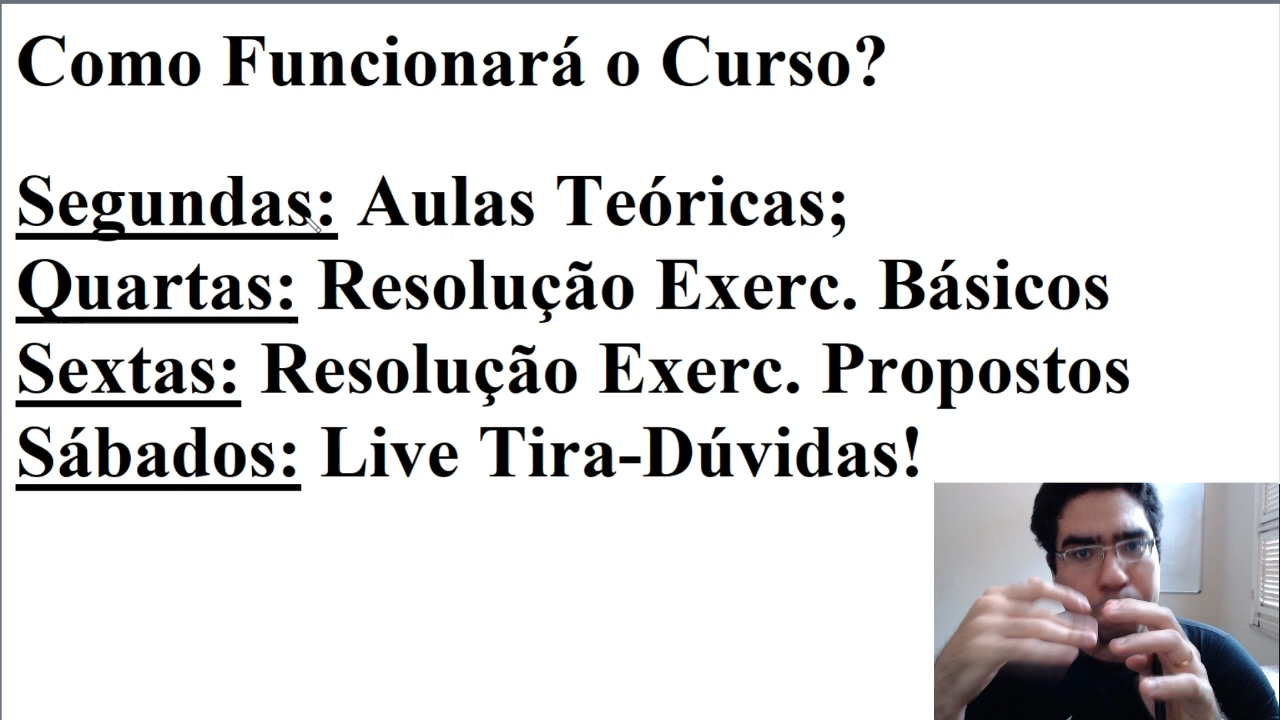 Como Funcionará o Curso?
Segundas: Aulas Teóricas;
Quartas: Resolução Exerc. Básicos
Sextas: Resolução Exerc. Propostos
Sábados: Live Tira-Dúvidas!